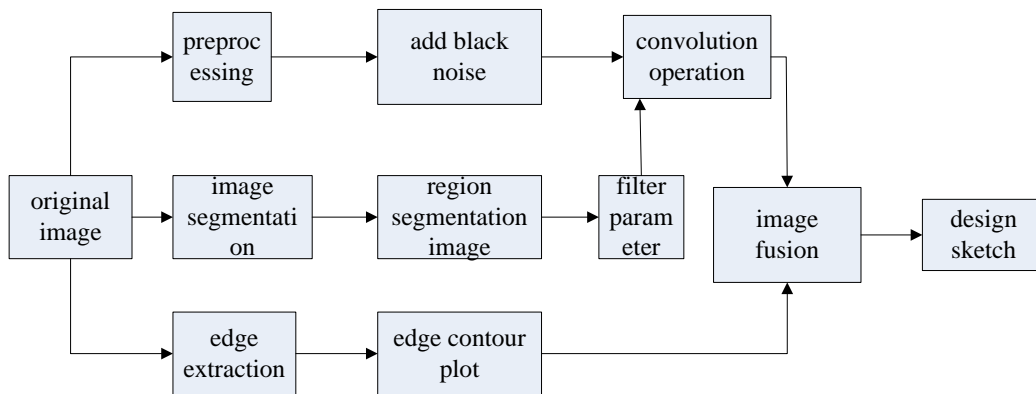 preproc
essing
add black
noise
convolution
operation
original
image
image
segmentati
on
region
segmentation
image
filter
param
eter
image
fusion
design
sketch
edge
extraction
edge contour
plot